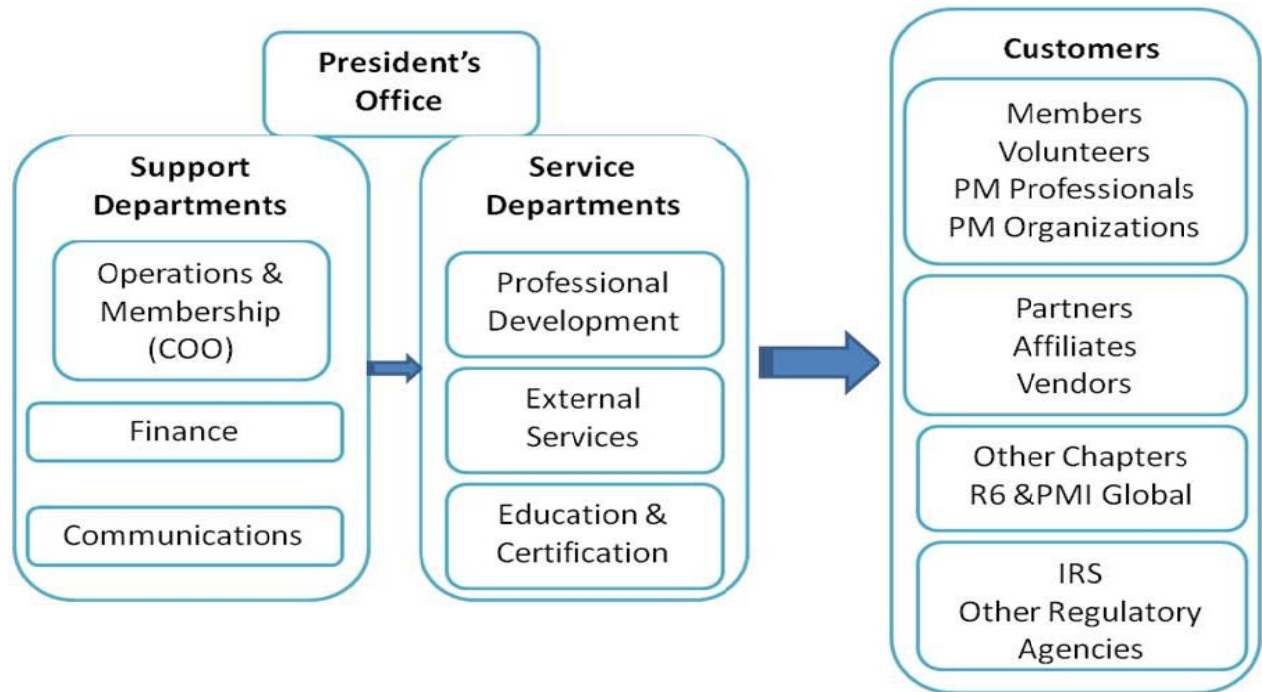 President’s
Office
Support
Departments
Operations &
Membership
(COO)
Finance
Communications
Service
Departments
Professional
Development
External
Services
Education &
Certification
Customers
Members
Volunteers
PM Professionals
PM Organizations
Partners
Affiliates
Vendors
Other Chapters
R6 &PMI Global
IRS
Other Regulatory
Agencies